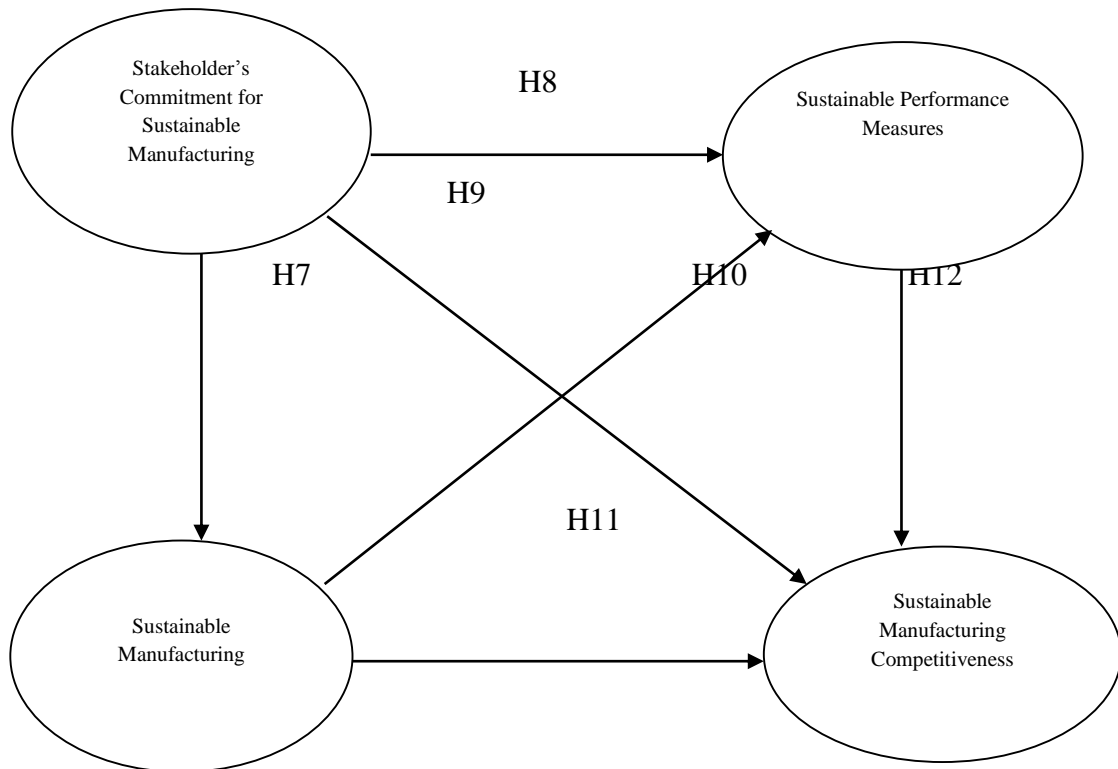 Stakeholder’s
Commitment for
Sustainable
Manufacturing
H8
Sustainable Performance
Measures
H9
H7
H10
H12
H11
Sustainable
Manufacturing
Sustainable
Manufacturing
Competitiveness